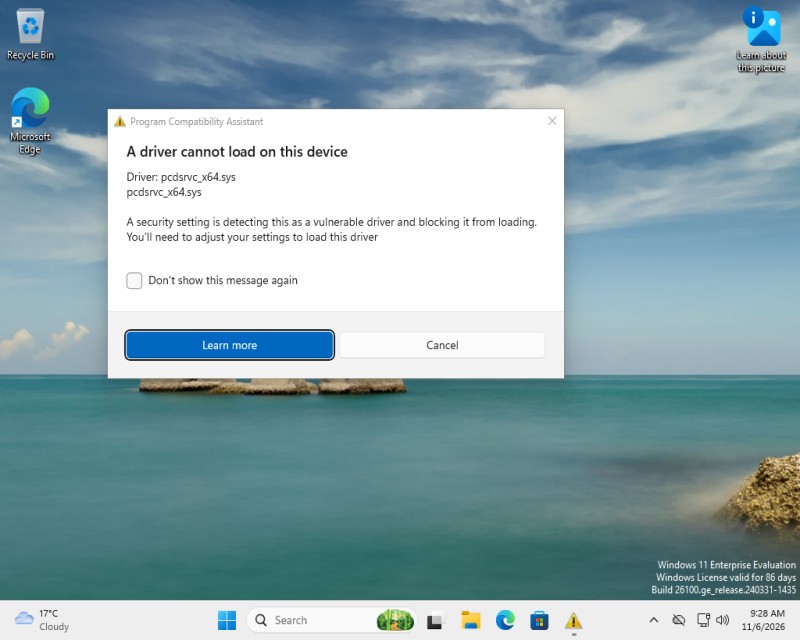 Recycle Bin
Microsoft
Edge
Learn about
this picture
Program Compatibility Assistant
A driver cannot load on this device
Driver: pcdsrvc_x64.sys
pcdsrvc_x64.sys
A security setting is detecting this as a vulnerable driver and blocking it from loading.
You'll need to adjust your settings to load this driver
Don't show this message again
Learn more
Cancel
Windows 11 Enterprise Evaluation
Windows License valid for 86 days
Build 26100.ge_release.240331-1435
17°C
Cloudy
Search
9:28 AM
11/6/2026